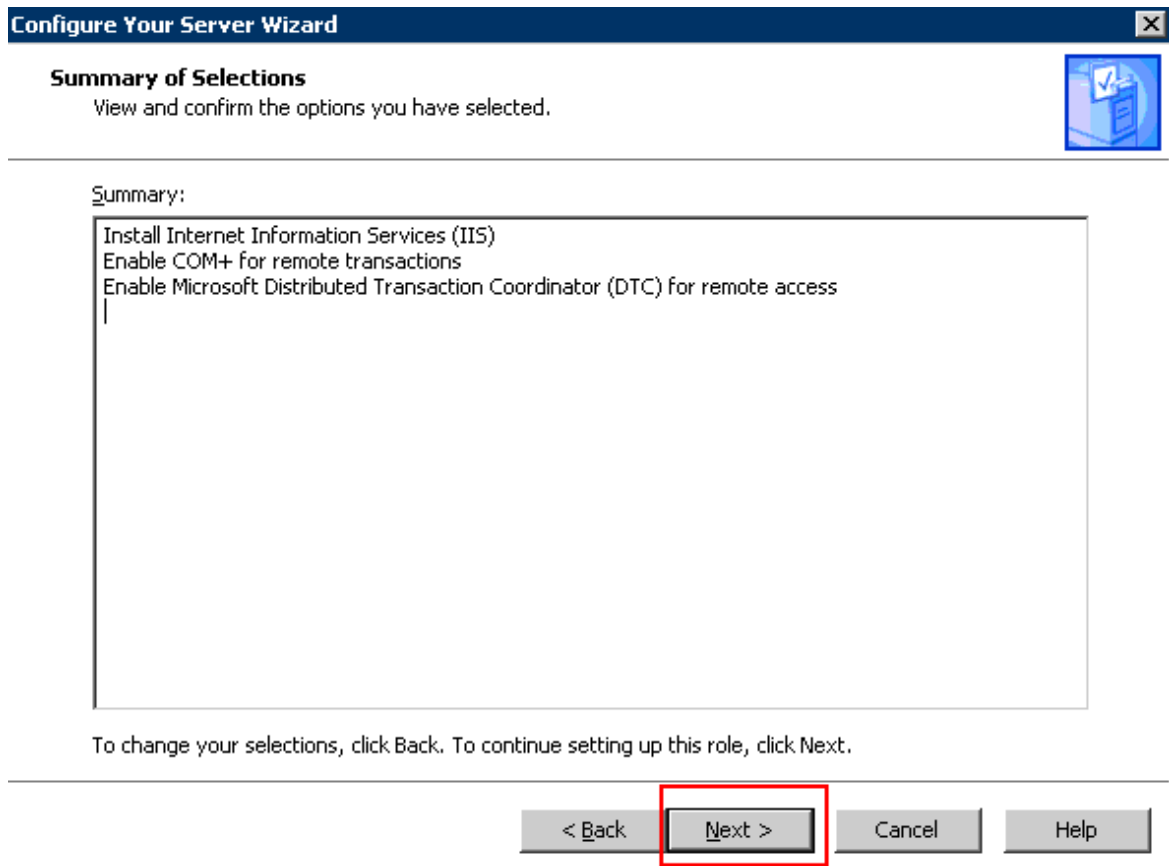 Configure Your Server Wizard
Summary of Selections
View and confirm the options you have selected.
Summary:
Install Internet Information Services (IIS)
Enable COM+ for remote transactions
Enable Microsoft Distributed Transaction Coordinator (DTC) for remote access
To change your selections, click Back. To continue setting up this role, click Next.
< Back Next > Cancel Help